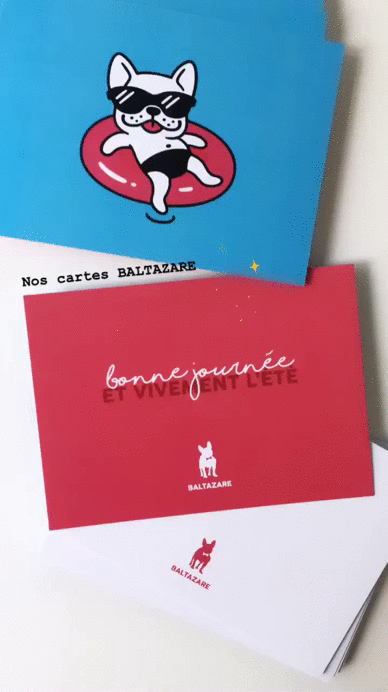 Nos cartes BALTAZARE
bonne journée
ET VIVEMENT L'ÉTÉ
BALTAZARE
BALTAZARE